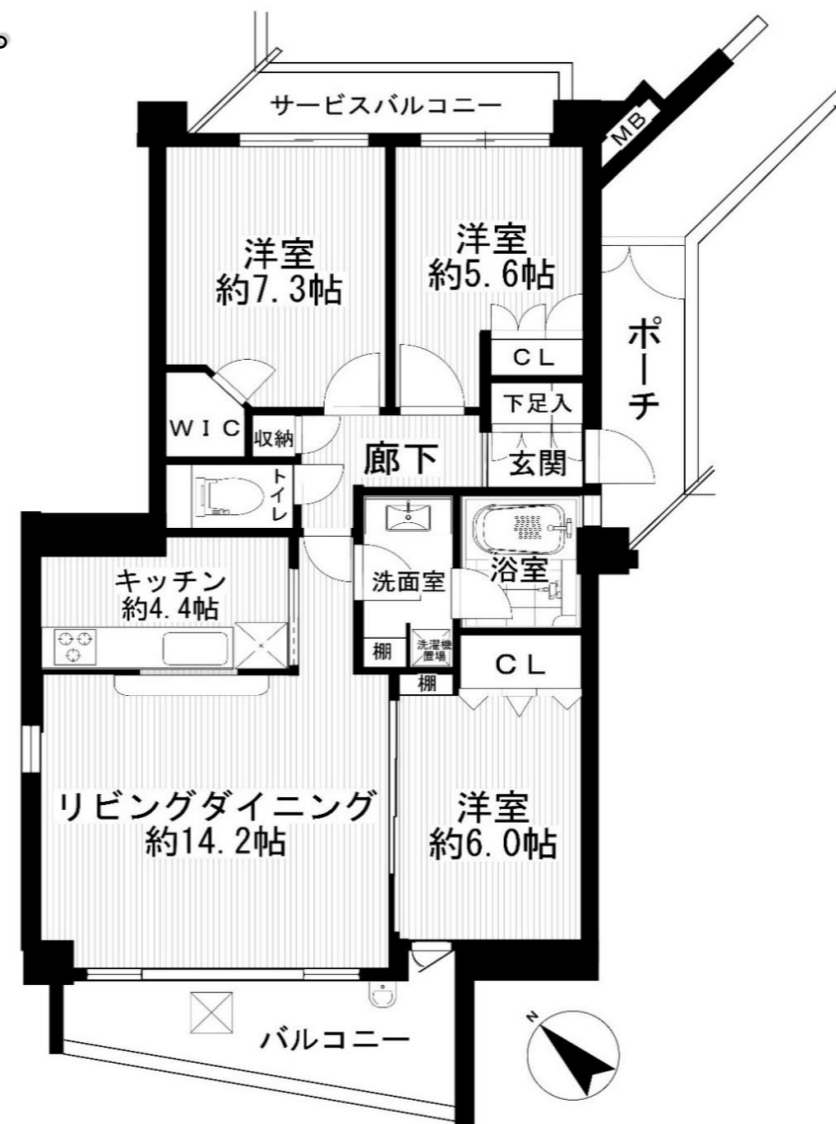 。
サービスバルコニー
MB
洋室
約7.3帖
洋室
約5.6帖
CL
ポーチ
下足入
WIC
収納
廊下
玄関
トイレ
キッチン
約4.4帖
洗面室
浴室
棚
洗濯機
置場
CL
棚
リビングダイニング
約14.2帖
洋室
約6.0帖
バルコニー
N